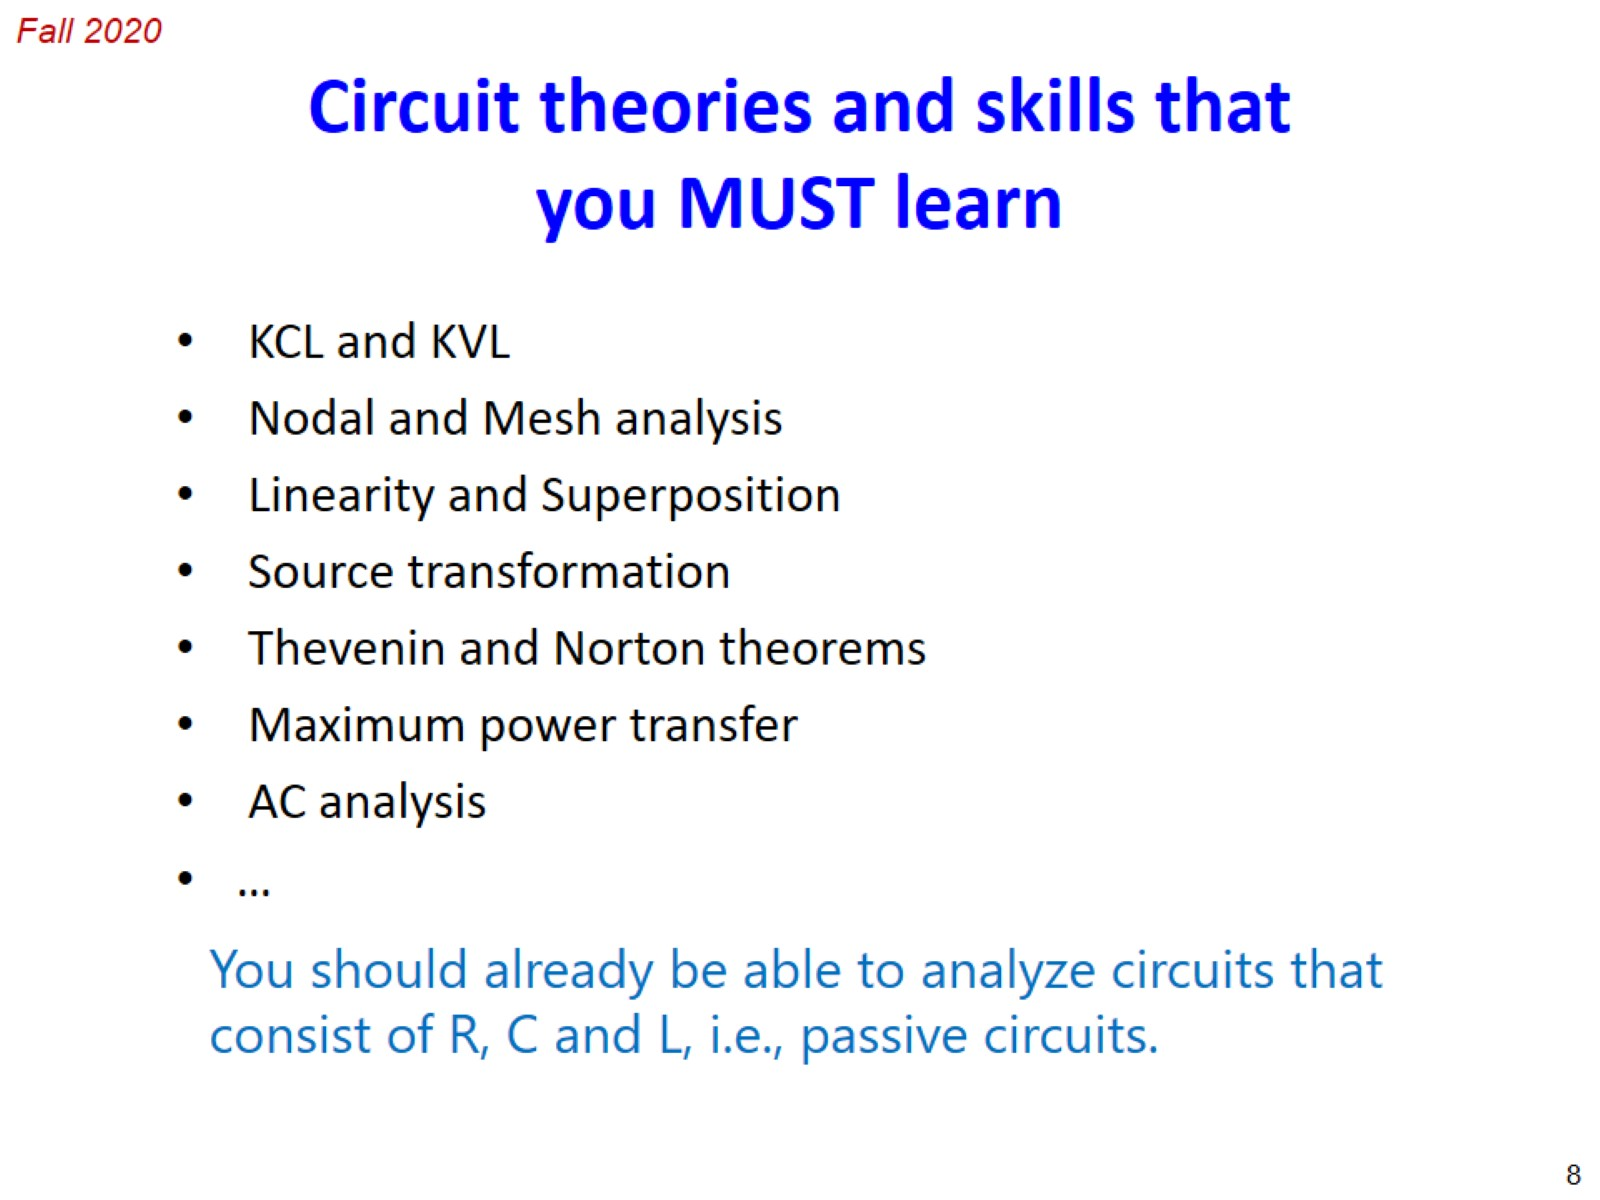 Fall 2020
Circuit theories and skills that
you MUST learn
• KCL and KVL
• Nodal and Mesh analysis
• Linearity and Superposition
• Source transformation
• Thevenin and Norton theorems
• Maximum power transfer
• AC analysis
• ...
You should already be able to analyze circuits that
consist of R, C and L, i.e., passive circuits.
8